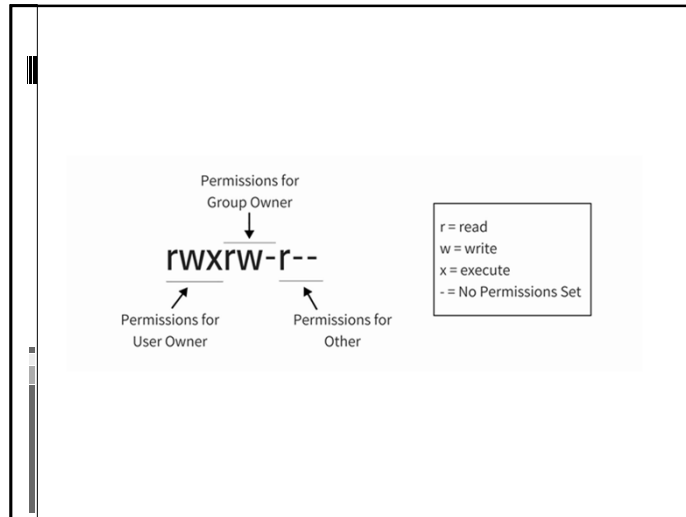 Permissions for
Group Owner
rwxrw-r--
Permissions for
User Owner
Permissions for
Other
r = read
w = write
x = execute
- = No Permissions Set